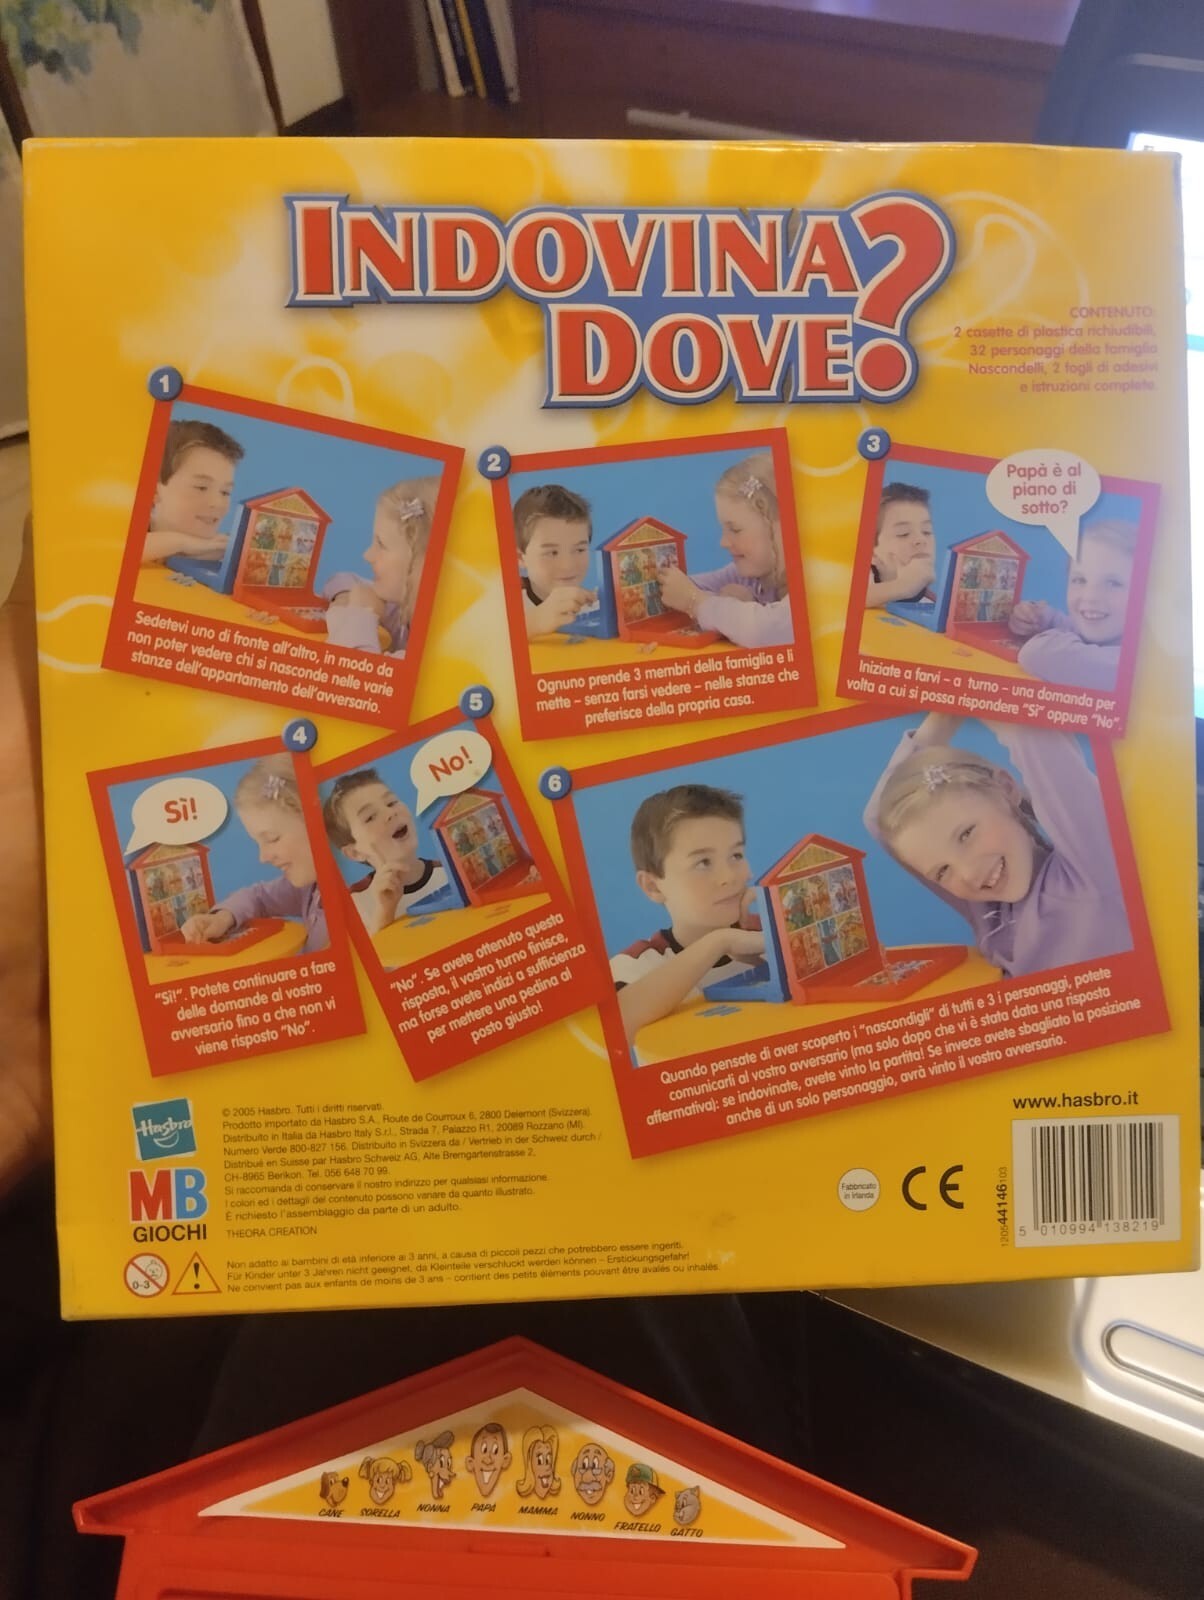 INDOVINA
DOVE?
CONTENUTO:
2 casette di plastica richiudibili,
32 personaggi della famiglia
Nascondelli, 2 fogli di adesivi
e istruzioni complete.
1
Sedetevi uno di fronte all'altro, in modo da
non poter vedere chi si nasconde nelle varie
stanze dell'appartamento dell'avversario.
2
Ognuno prende 3 membri della famiglia e li
mette – senza farsi vedere – nelle stanze che
preferisce della propria casa.
3
Papà è al
piano di
sotto?
Iniziate a farvi – a turno – una domanda per
volta a cui si possa rispondere "Sì" oppure "No".
4
Sì!
"Sì!". Potete continuare a fare
delle domande al vostro
avversario fino a che non vi
viene risposto "No".
5
No!
"No". Se avete ottenuto questa
risposta, il vostro turno finisce,
ma forse avete indizi a sufficienza
per mettere una pedina al
posto giusto!
6
Quando pensate di aver scoperto i "nascondigli" di tutti e 3 i personaggi, potete
comunicarli al vostro avversario (ma solo dopo che vi è stata data una risposta
affermativa): se indovinate, avete vinto la partita! Se invece avete sbagliato la posizione
anche di un solo personaggio, avrà vinto il vostro avversario.
Hasbro
MB
GIOCHI
© 2005 Hasbro. Tutti i diritti riservati.
Prodotto importato da Hasbro S.A., Route de Courroux 6, 2800 Delemont (Svizzera).
Distribuito in Italia da Hasbro Italy S.r.l., Strada 7, Palazzo R1, 20089 Rozzano (MI).
Numero Verde 800-827 156. Distribuito in Svizzera da / Vertrieb in der Schweiz durch /
Distribué en Suisse par Hasbro Schweiz AG, Alte Bremgartenstrasse 2,
CH-8965 Berikon. Tel. 056 648 70 99.
Si raccomanda di conservare il nostro indirizzo per qualsiasi informazione.
I colori ed i dettagli del contenuto possono variare da quanto illustrato.
È richiesto l'assemblaggio da parte di un adulto.
THEORA CREATION
www.hasbro.it
Fabbricato
in Irlanda
CE
120544146103
5 010994 138219
0-3
Non adatto ai bambini di età inferiore ai 3 anni, a causa di piccoli pezzi che potrebbero essere ingeriti.
Für Kinder unter 3 Jahren nicht geeignet, da Kleinteile verschluckt werden können – Erstickungsgefahr!
Ne convient pas aux enfants de moins de 3 ans – contient des petits éléments pouvant être avalés ou inhalés.
CANE
SORELLA
NONNA
PAPÀ
MAMMA
NONNO
FRATELLO
GATTO